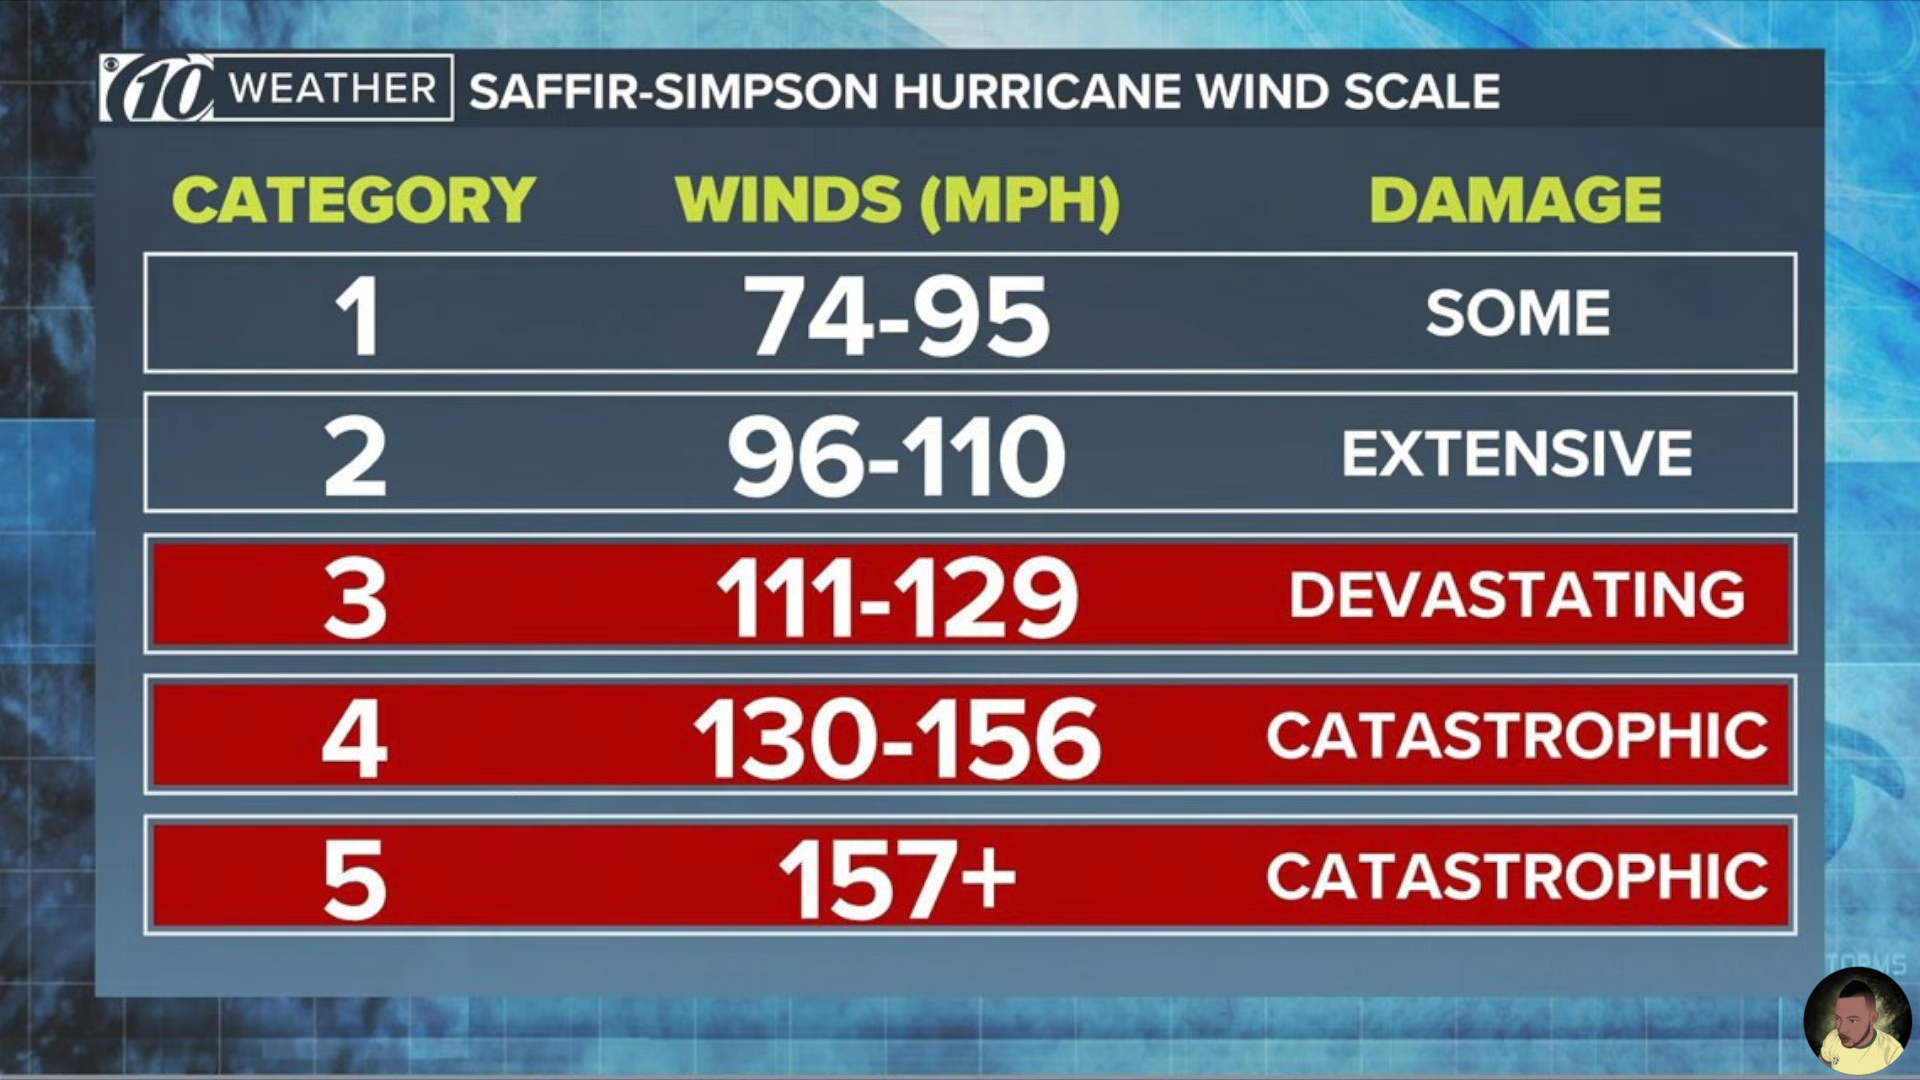 10 WEATHER SAFFIR-SIMPSON HURRICANE WIND SCALE
CATEGORY WINDS (MPH) DAMAGE
1 74-95 SOME
2 96-110 EXTENSIVE
3 111-129 DEVASTATING
4 130-156 CATASTROPHIC
5 157+ CATASTROPHIC
TORMS